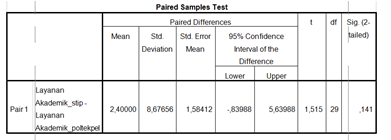 Paired Samples Test
Paired Differences
t
df
Sig. (2-tailed)
Mean
Std. Deviation
Std. Error Mean
95% Confidence Interval of the Difference
Lower
Upper
Pair 1
Layanan
Akademik_stip -
Layanan
Akademik_poltekpel
2,40000
8,67656
1,58412
-,83988
5,63988
1,515
29
,141